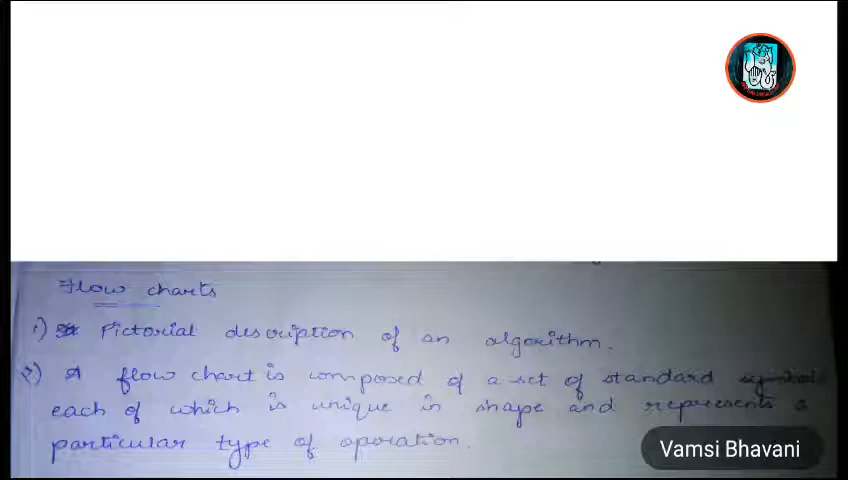 Flow charts
1) Pictorial description of an algorithm.
2) A flow chart is composed of a set of standard symbols
each of which is unique in shape and represents a
particular type of operation.
Vamsi Bhavani